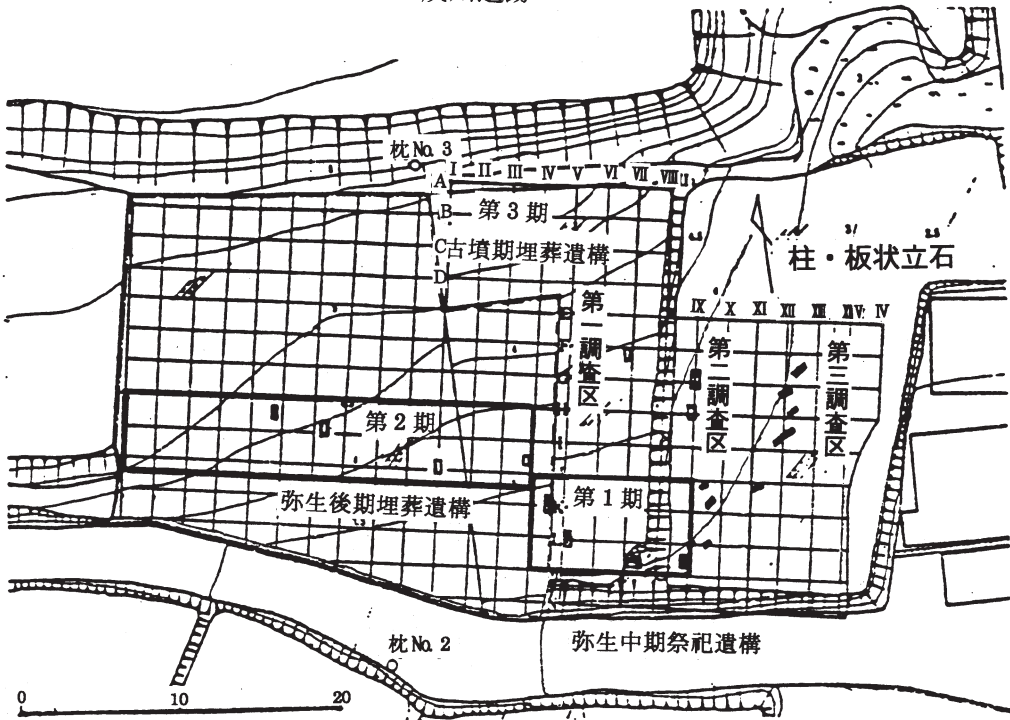 枕No.3
I II III IV V VI VII VIII
A
B 第3期
C 古墳期埋葬遺構
D
柱・板状立石
IX X XI XII XIII XIV IV
第一調査区
第二調査区
第三調査区
第2期
弥生後期埋葬遺構
第1期
枕No.2
弥生中期祭祀遺構
0 10 20